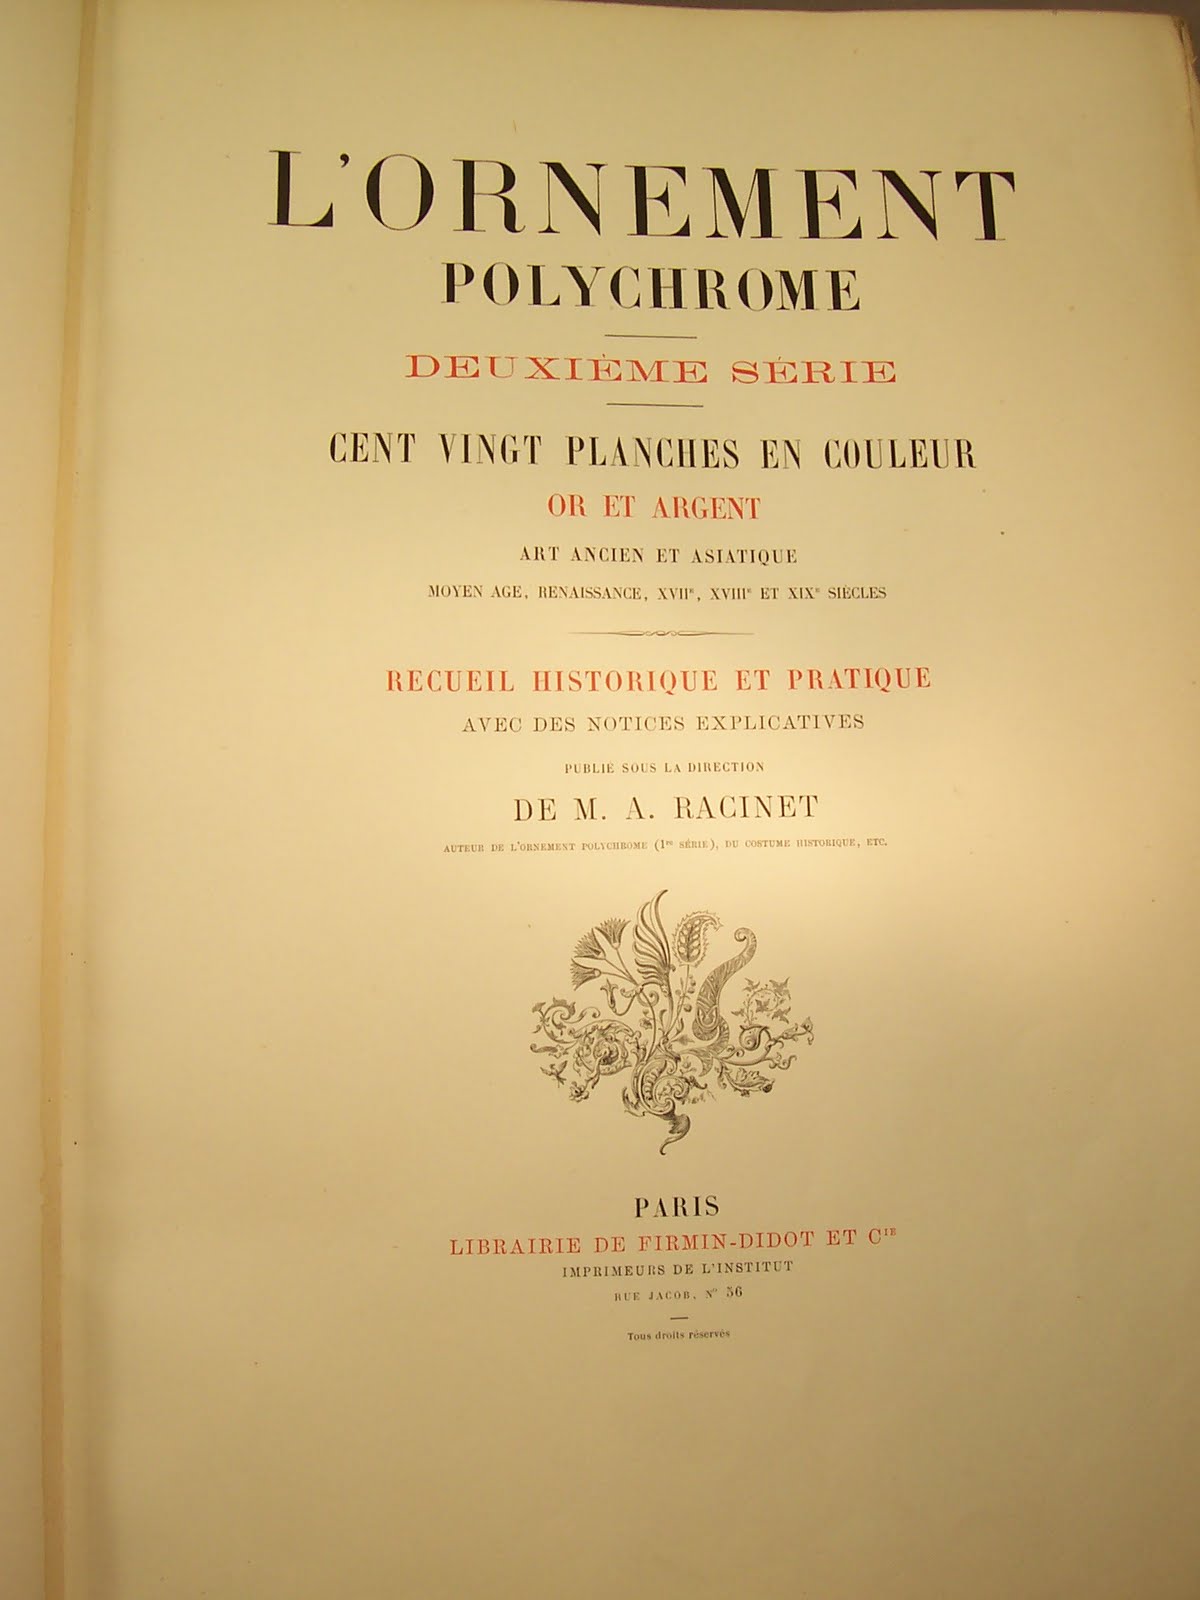 L'ORNEMENT
POLYCHROME
DEUXIÈME SÉRIE
CENT VINGT PLANCHES EN COULEUR
OR ET ARGENT
ART ANCIEN ET ASIATIQUE
MOYEN AGE, RENAISSANCE, XVIIᴱ, XVIIIᴱ ET XIXᴱ SIÈCLES
RECUEIL HISTORIQUE ET PRATIQUE
AVEC DES NOTICES EXPLICATIVES
PUBLIÉ SOUS LA DIRECTION
DE M. A. RACINET
AUTEUR DE L'ORNEMENT POLYCHROME (1ʳᵉ SÉRIE), DU COSTUME HISTORIQUE, ETC.
PARIS
LIBRAIRIE DE FIRMIN-DIDOT ET Cᴵᴱ
IMPRIMEURS DE L'INSTITUT
RUE JACOB, Nº 56
Tous droits réservés